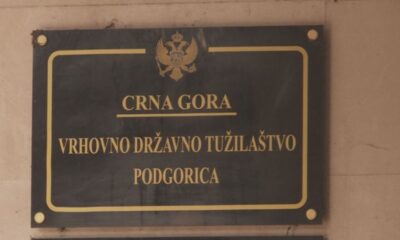 CRNA GORA
VRHOVNO DRŽAVNO TUŽILAŠTVO
PODGORICA